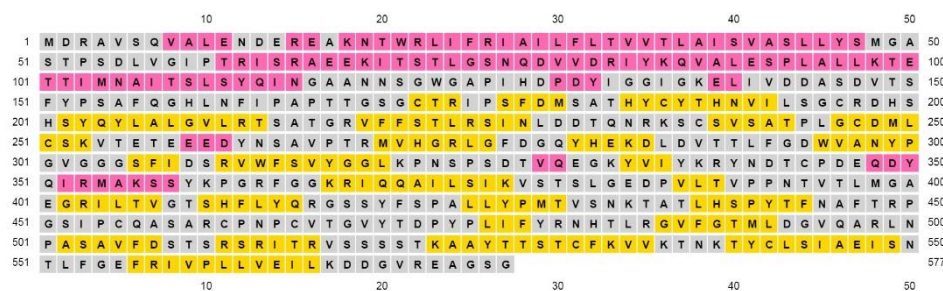 10 20 30 40 50
1 M D R A V S Q V A L E N D E R E A K N T W R L I F R I A I L F L T V V T L A I S V A S L L Y S M G A 50
51 S T P S D L V G I P T R I S R A E E K I T S T L G S N Q D V V D R I Y K Q V A L E S P L A L L K T E 100
101 T T I M N A I T S L S Y Q I N G A A N N S G W G A P I H D P D Y I G G I G K E L I V D D A S D V T S 150
151 F Y P S A F Q G H L N F I P A P T T G S G C T R I P S F D M S A T H Y C Y T H N V I L S G C R D H S 200
201 H S Y Q Y L A L G V L R T S A T G R V F F S T L R S I N L D D T Q N R K S C S V S A T P L G C D M L 250
251 C S K V T E T E E E D Y N S A V P T R M V H G R L G F D G Q Y H E K D L D V T T L F G D W V A N Y P 300
301 G V G G G S F I D S R V W F S V Y G G L K P N S P S D T V Q E G K Y V I Y K R Y N D T C P D E Q D Y 350
351 Q I R M A K S S Y K P G R F G G K R I Q Q A I L S I K V S T S L G E D P V L T V P P N T V T L M G A 400
401 E G R I L T V G T S H F L Y Q R G S S Y F S P A L L Y P M T V S N K T A T L H S P Y T F N A F T R P 450
451 G S I P C Q A S A R C P N P C V T G V Y T D P Y P L I F Y R N H T L R G V F G T M L D G V Q A R L N 500
501 P A S A V F D S T S R S R I T R V S S S S T K A A Y T T S T C F K V V K T N K T Y C L S I A E I S N 550
551 T L F G E F R I V P L L V E I L K D D G V R E A G S G 577
10 20 30 40 50